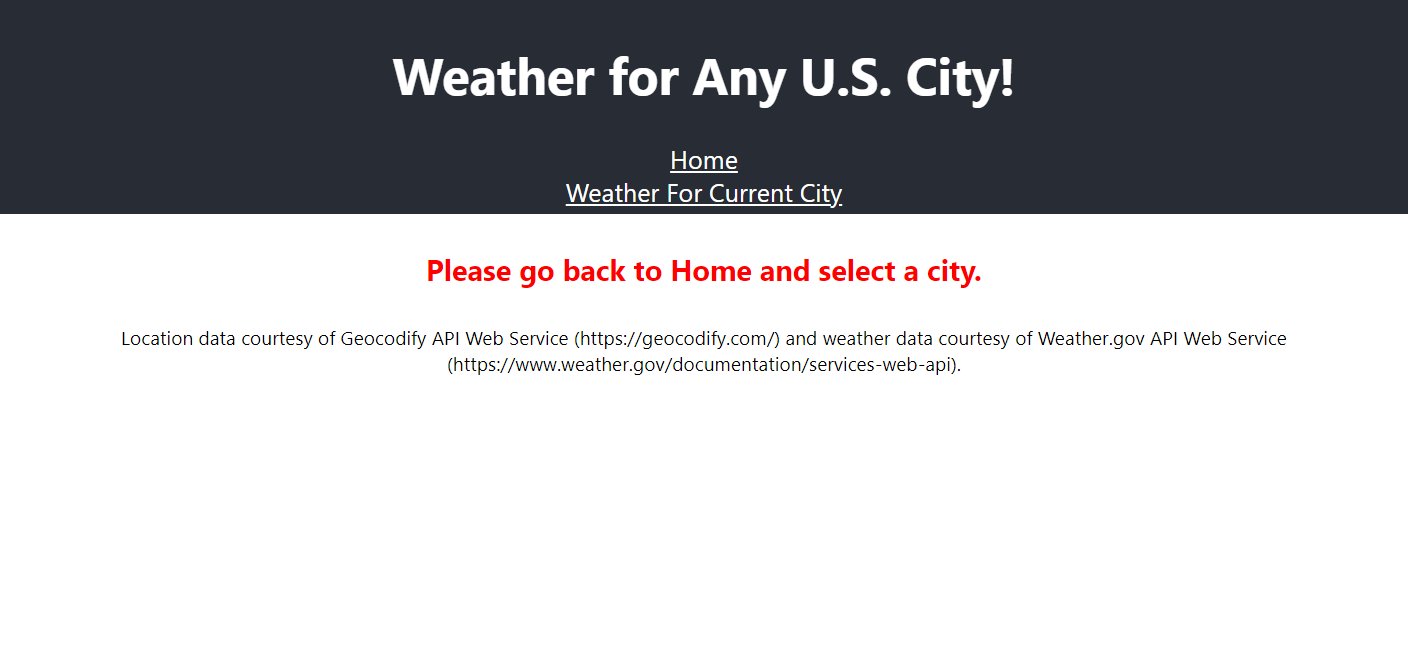 Weather for Any U.S. City!
Home
Weather For Current City
Please go back to Home and select a city.
Location data courtesy of Geocodify API Web Service (https://geocodify.com/) and weather data courtesy of Weather.gov API Web Service
(https://www.weather.gov/documentation/services-web-api).